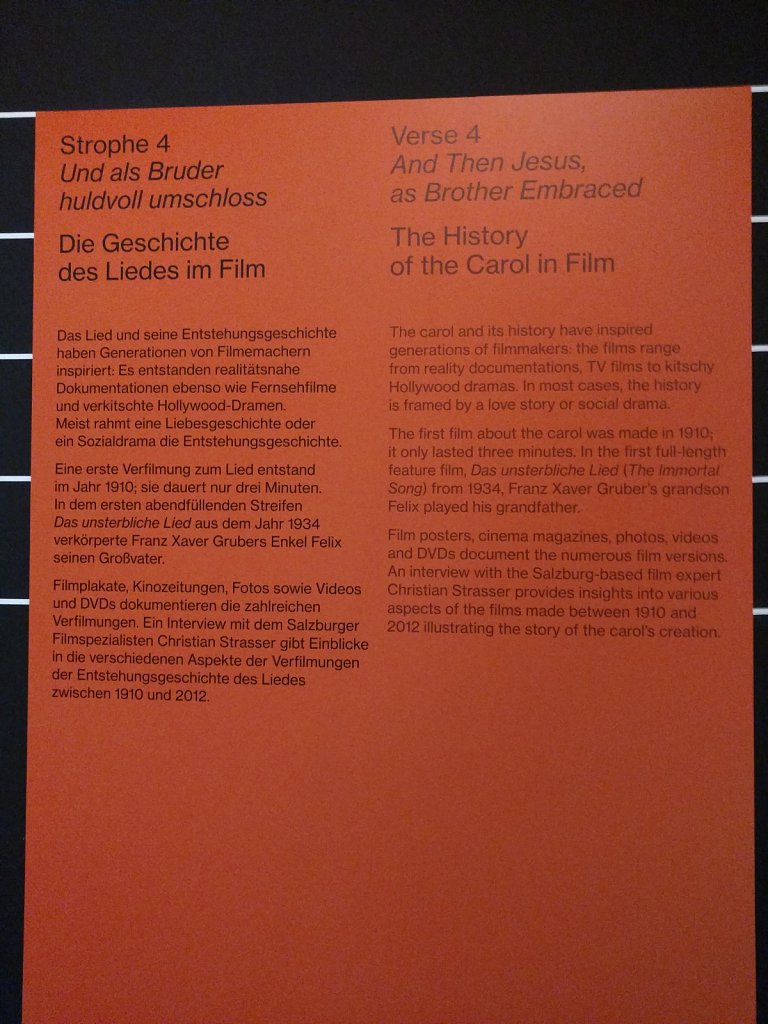 Strophe 4
Und als Bruder
huldvoll umschloss
Die Geschichte
des Liedes im Film
Das Lied und seine Entstehungsgeschichte
haben Generationen von Filmemachern
inspiriert: Es entstanden realitätsnahe
Dokumentationen ebenso wie Fernsehfilme
und verkitschte Hollywood-Dramen.
Meist rahmt eine Liebesgeschichte oder
ein Sozialdrama die Entstehungsgeschichte.
Eine erste Verfilmung zum Lied entstand
im Jahr 1910; sie dauert nur drei Minuten.
In dem ersten abendfüllenden Streifen
Das unsterbliche Lied aus dem Jahr 1934
verkörperte Franz Xaver Grubers Enkel Felix
seinen Großvater.
Filmplakate, Kinozeitungen, Fotos sowie Videos
und DVDs dokumentieren die zahlreichen
Verfilmungen. Ein Interview mit dem Salzburger
Filmspezialisten Christian Strasser gibt Einblicke
in die verschiedenen Aspekte der Verfilmungen
der Entstehungsgeschichte des Liedes
zwischen 1910 und 2012.
Verse 4
And Then Jesus,
as Brother Embraced
The History
of the Carol in Film
The carol and its history have inspired
generations of filmmakers: the films range
from reality documentations, TV films to kitschy
Hollywood dramas. In most cases, the history
is framed by a love story or social drama.
The first film about the carol was made in 1910;
it only lasted three minutes. In the first full-length
feature film, Das unsterbliche Lied (The Immortal
Song) from 1934, Franz Xaver Gruber's grandson
Felix played his grandfather.
Film posters, cinema magazines, photos, videos
and DVDs document the numerous film versions.
An interview with the Salzburg-based film expert
Christian Strasser provides insights into various
aspects of the films made between 1910 and
2012 illustrating the story of the carol's creation.